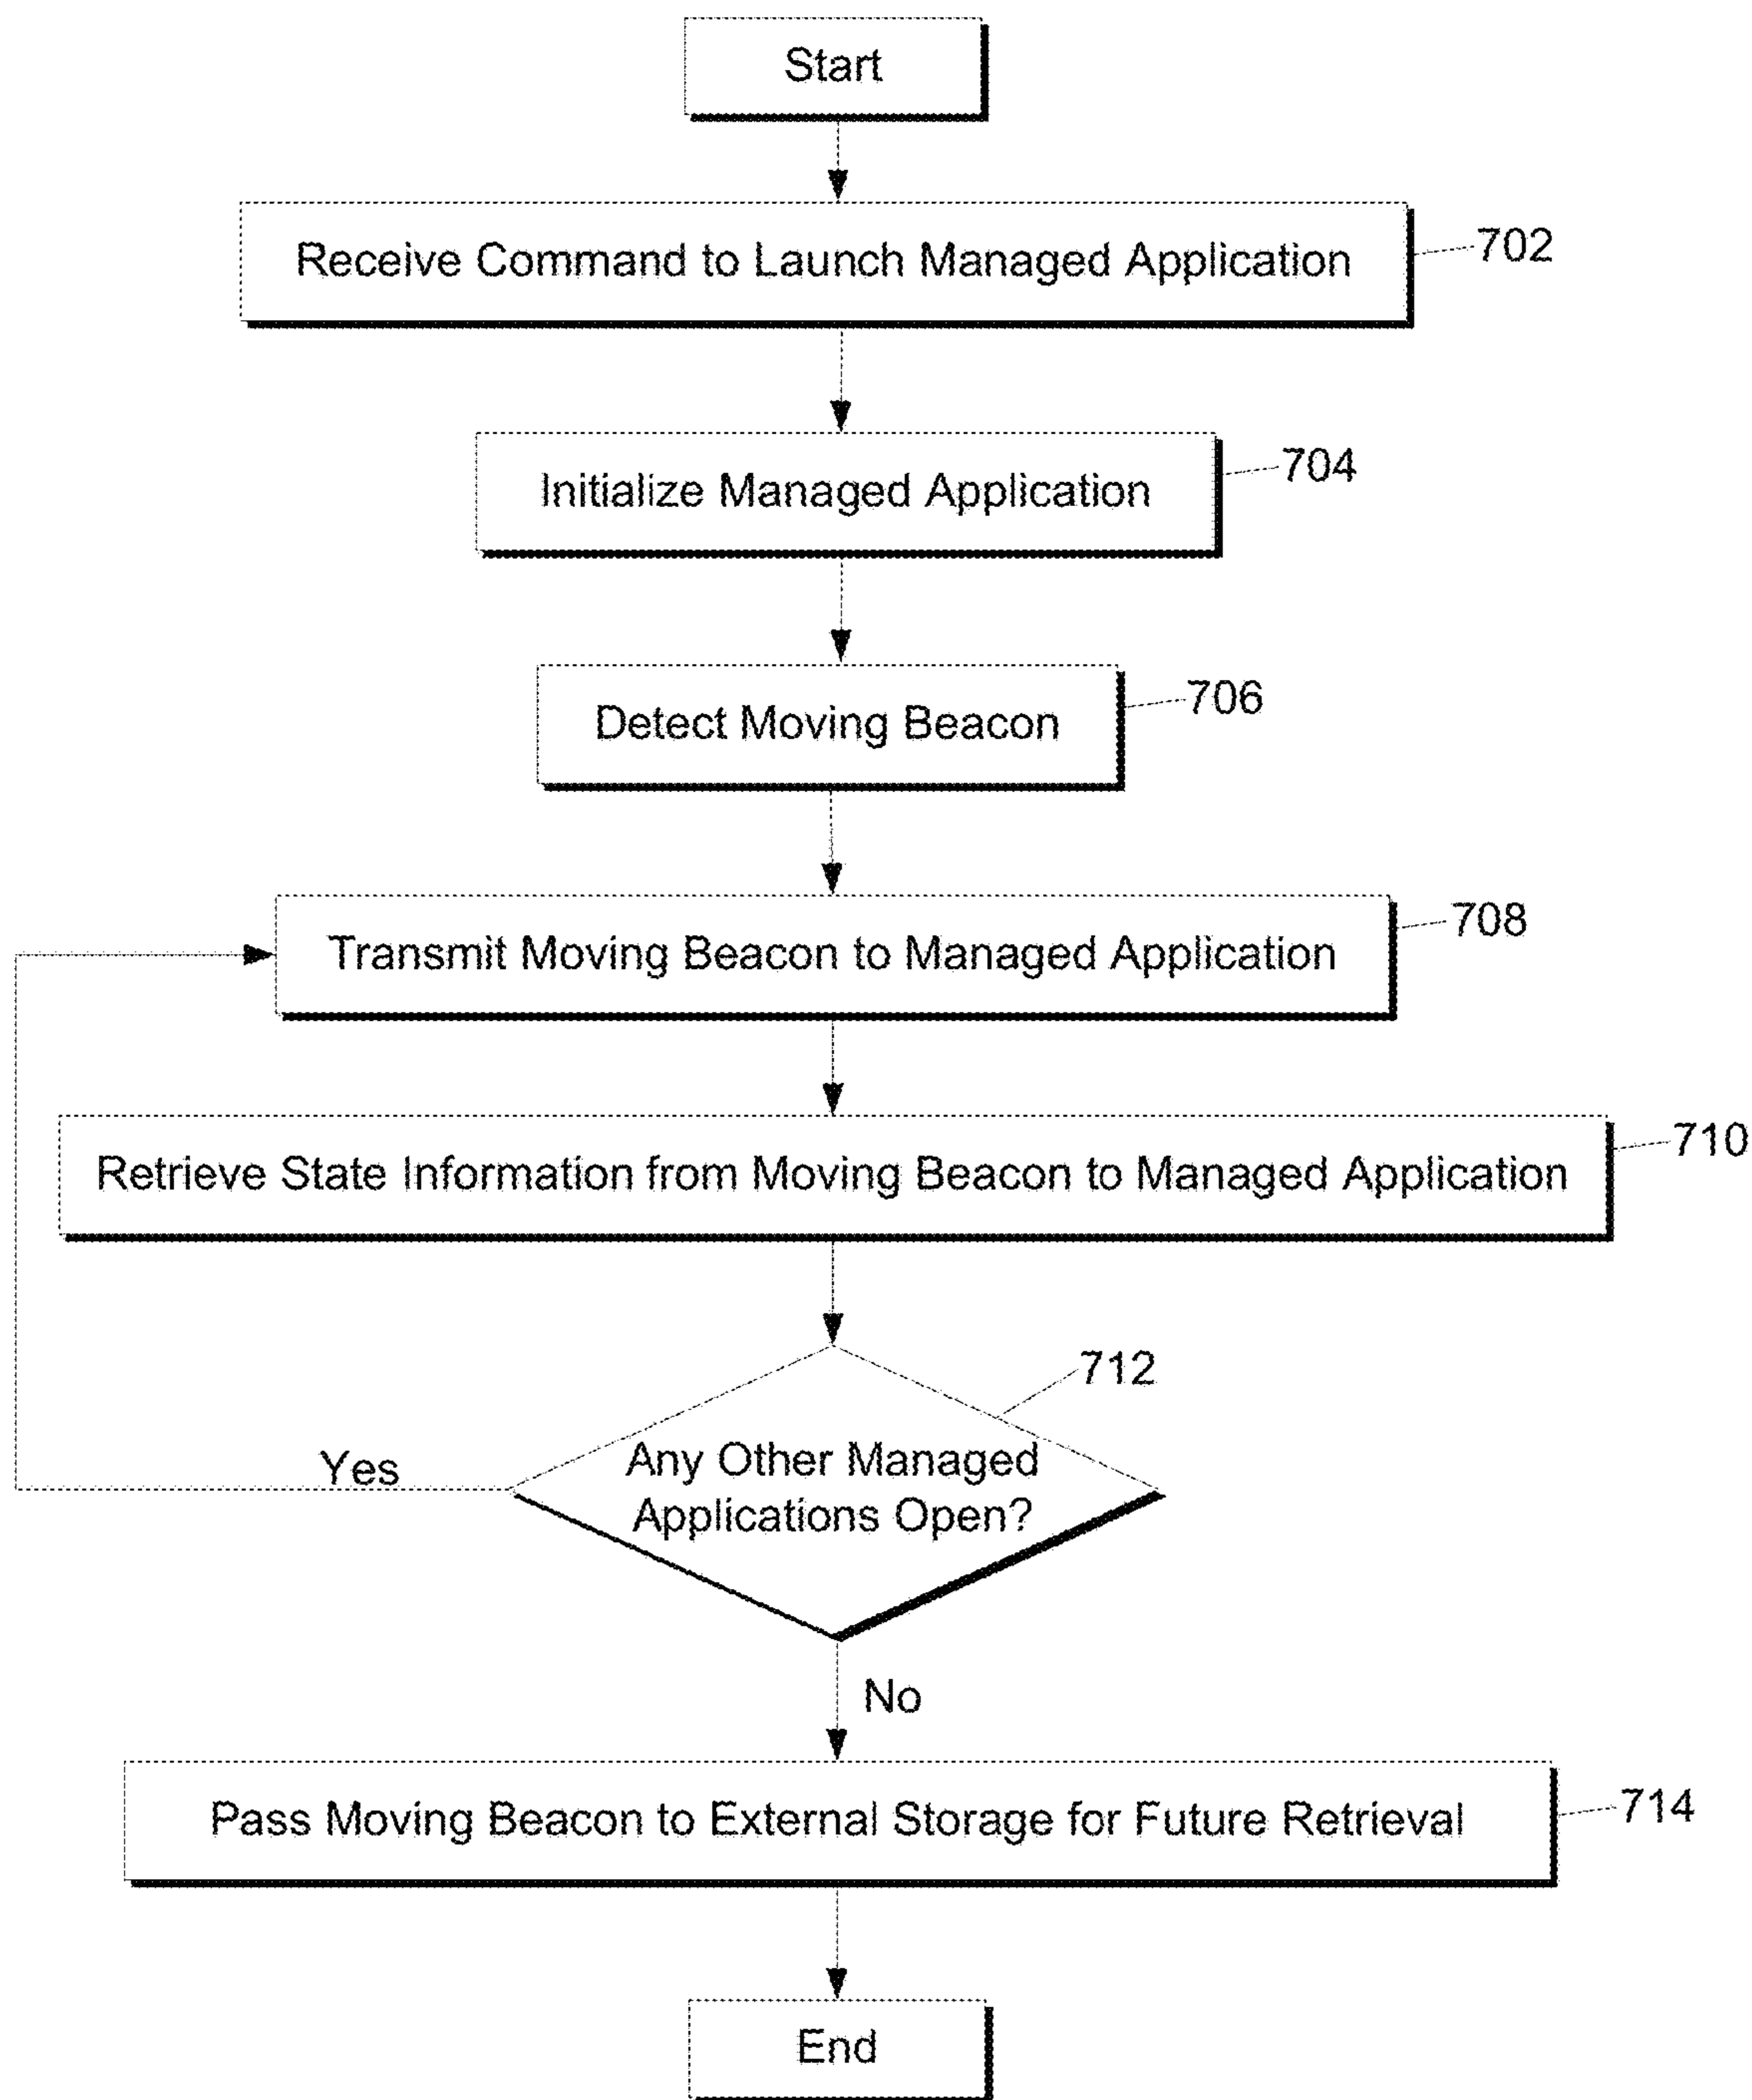 Start
Receive Command to Launch Managed Application
702
Initialize Managed Application
704
Detect Moving Beacon
706
Transmit Moving Beacon to Managed Application
708
Retrieve State Information from Moving Beacon to Managed Application
710
712
Any Other Managed
Applications Open?
Yes
No
Pass Moving Beacon to External Storage for Future Retrieval
714
End